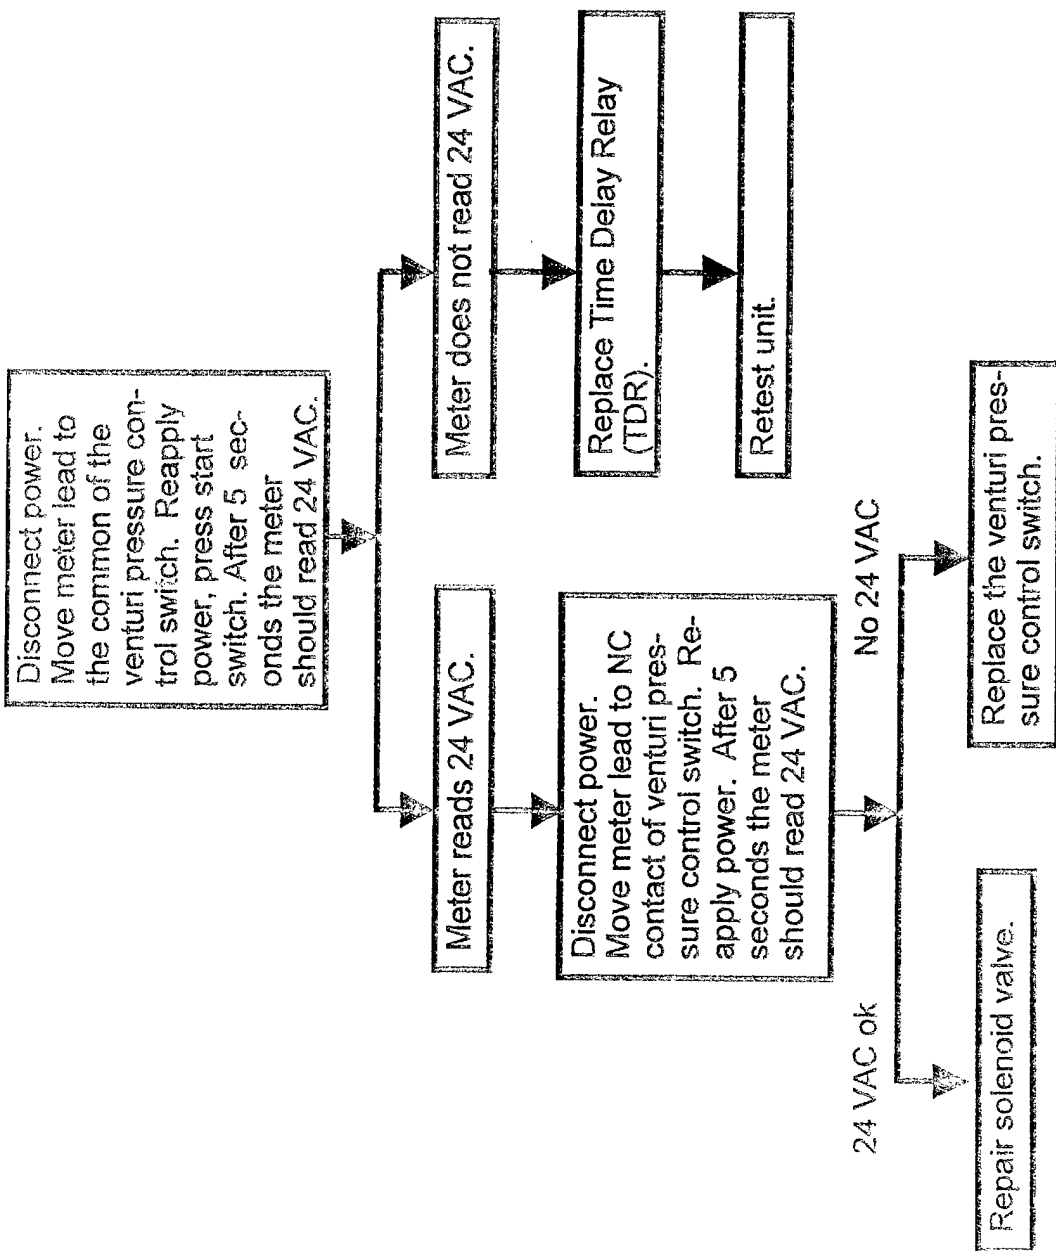 Disconnect power.
Move meter lead to
the common of the
venturi pressure con-
trol switch. Reapply
power, press start
switch. After 5 sec-
onds the meter
should read 24 VAC.
Meter reads 24 VAC.
Meter does not read 24 VAC.
Disconnect power.
Move meter lead to NC
contact of venturi pres-
sure control switch. Re-
apply power. After 5
seconds the meter
should read 24 VAC.
Replace Time Delay Relay
(TDR).
Retest unit.
24 VAC ok
No 24 VAC
Repair solenoid valve.
Replace the venturi pres-
sure control switch.